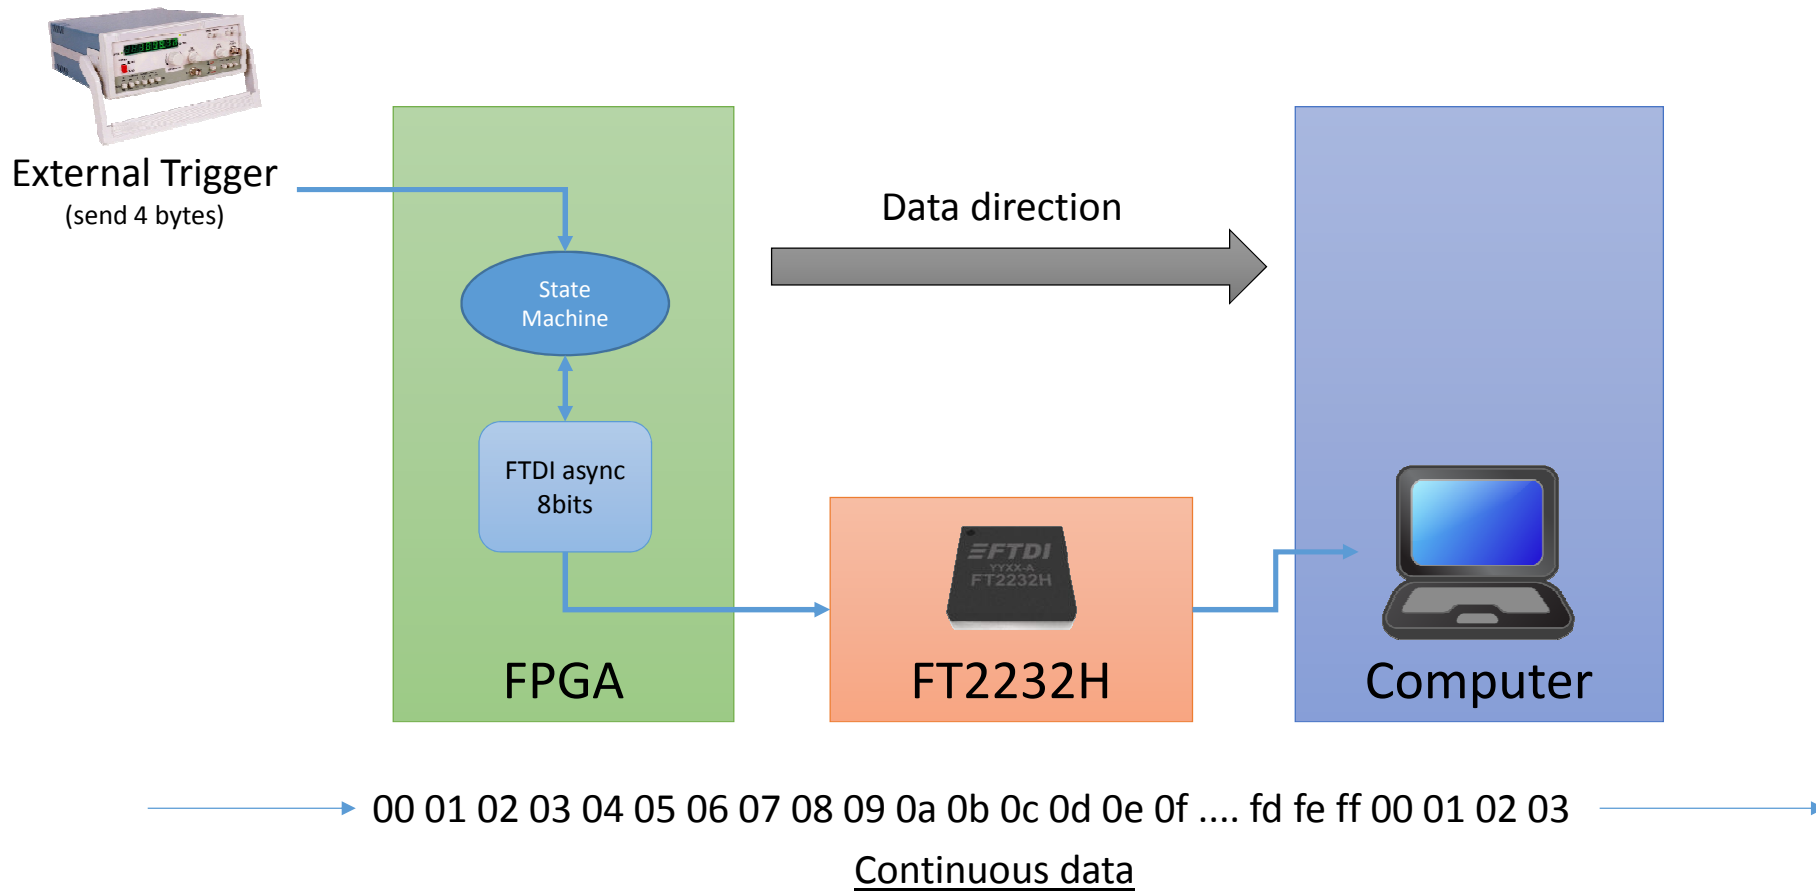 External Trigger
(send 4 bytes)
Data direction
State
Machine
FTDI async
8bits
FTDI
YYXX-A
FT2232H
FPGA
FT2232H
Computer
00 01 02 03 04 05 06 07 08 09 0a 0b 0c 0d 0e 0f .... fd fe ff 00 01 02 03
Continuous data